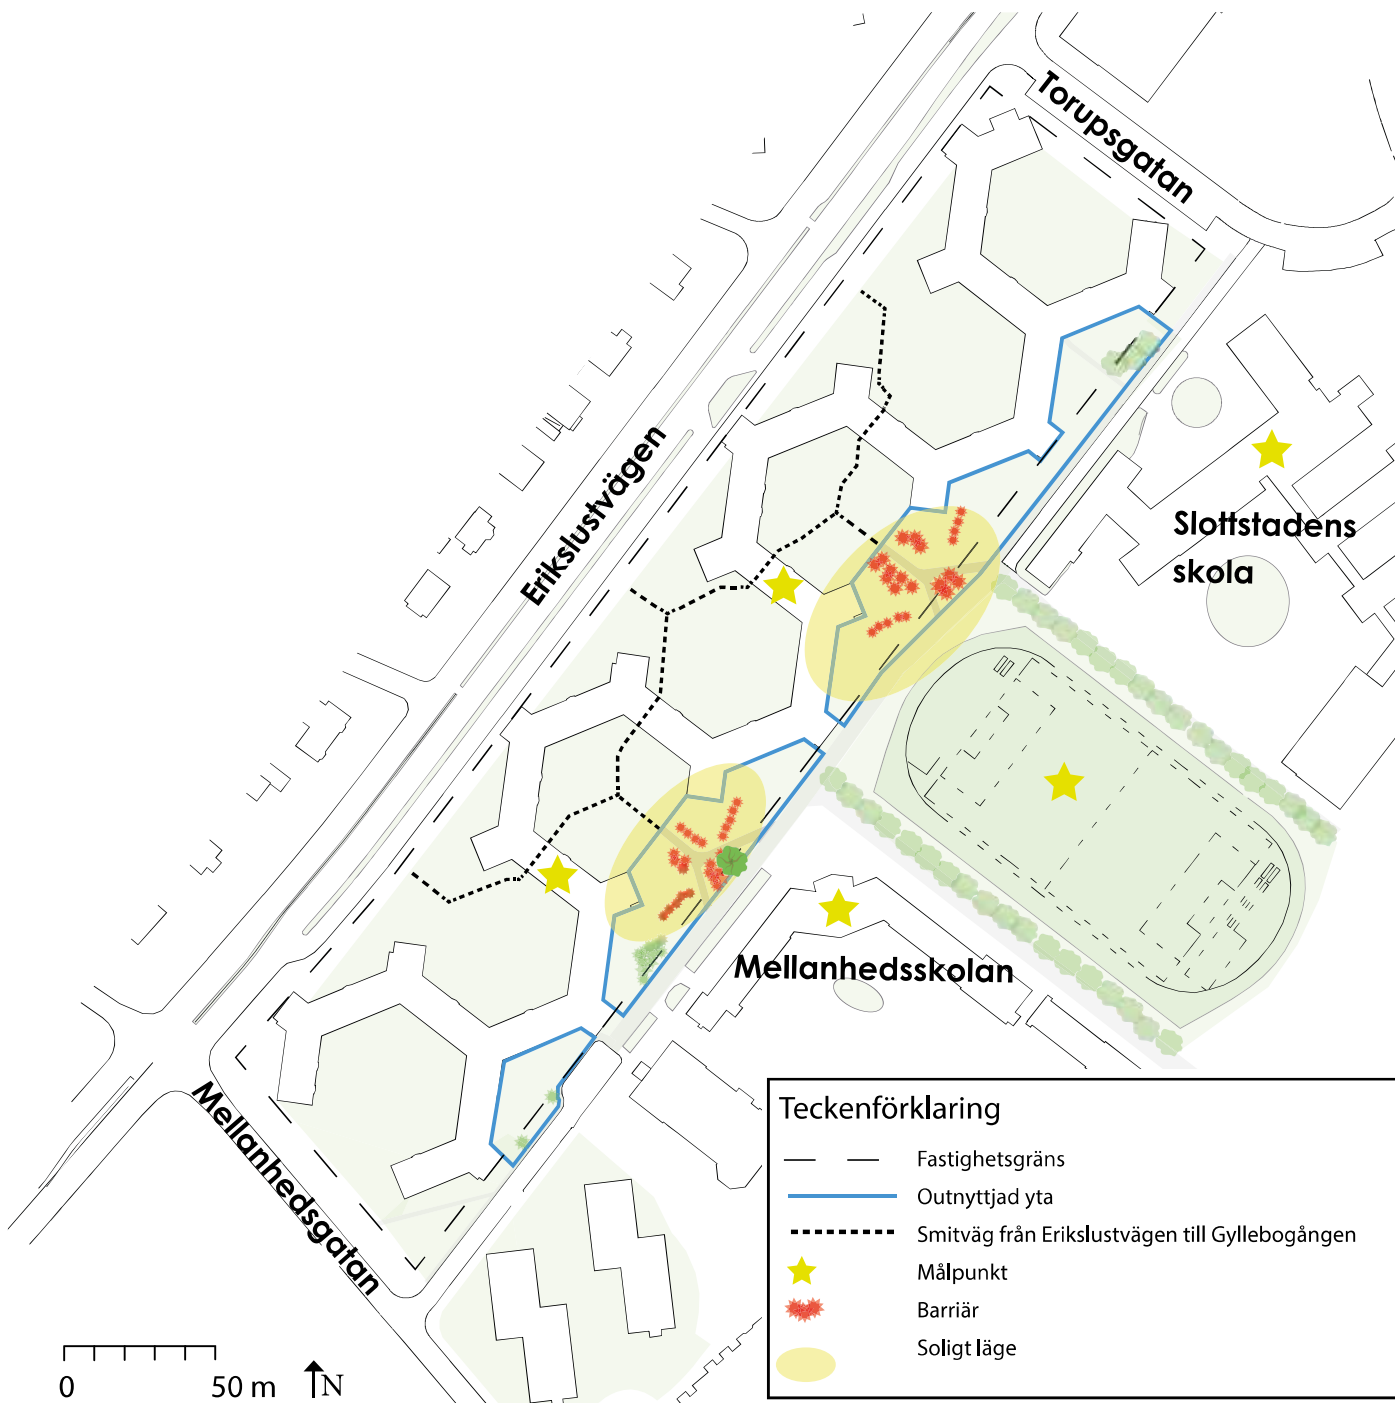 Torupsgatan
Erikslustvägen
Slottstadens
skola
Mellanhedsskolan
Mellanhedsgatan
Teckenförklaring
Fastighetsgräns
Outnyttjad yta
Smitväg från Erikslustvägen till Gyllebogången
Målpunkt
Barriär
Soligt läge
0 50 m N